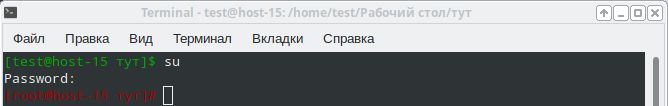 Terminal - test@host-15: /home/test/Рабочий стол/тут
Файл Правка Вид Терминал Вкладки Справка
[test@host-15 тут]$ su
Password:
[root@host-15 тут]#